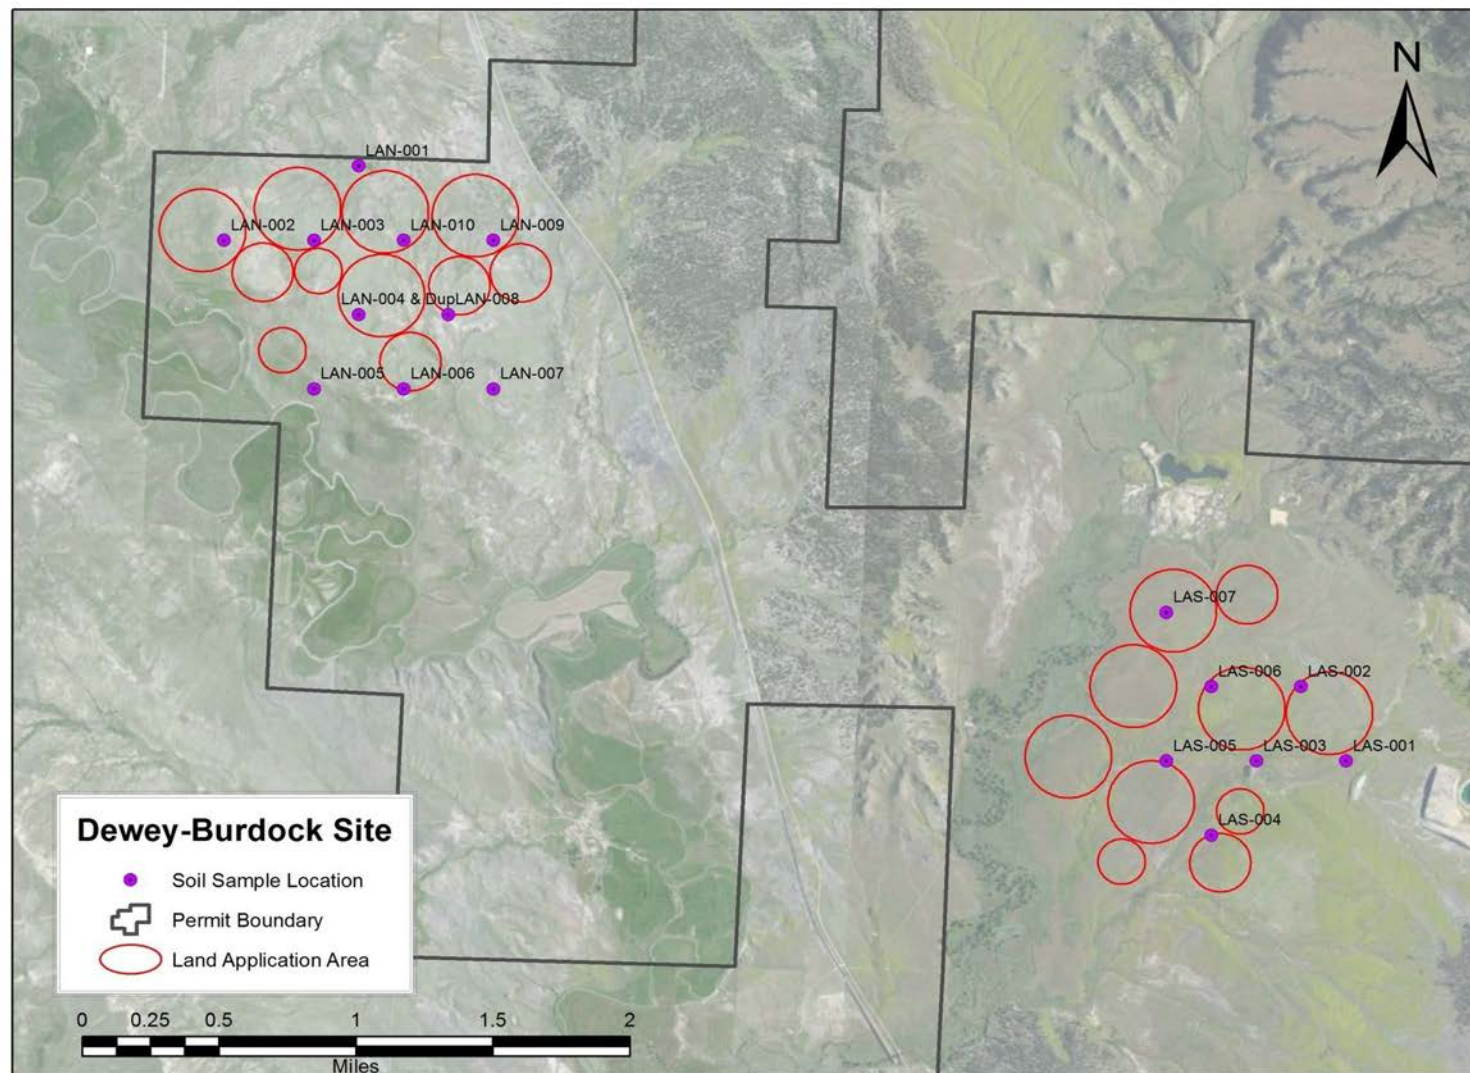 N
LAN-001
LAN-002
LAN-003
LAN-010
LAN-009
LAN-004 & Dup
LAN-008
LAN-005
LAN-006
LAN-007
LAS-007
LAS-006
LAS-002
LAS-005
LAS-003
LAS-001
LAS-004
Dewey-Burdock Site
Soil Sample Location
Permit Boundary
Land Application Area
0 0.25 0.5 1 1.5 2
Miles